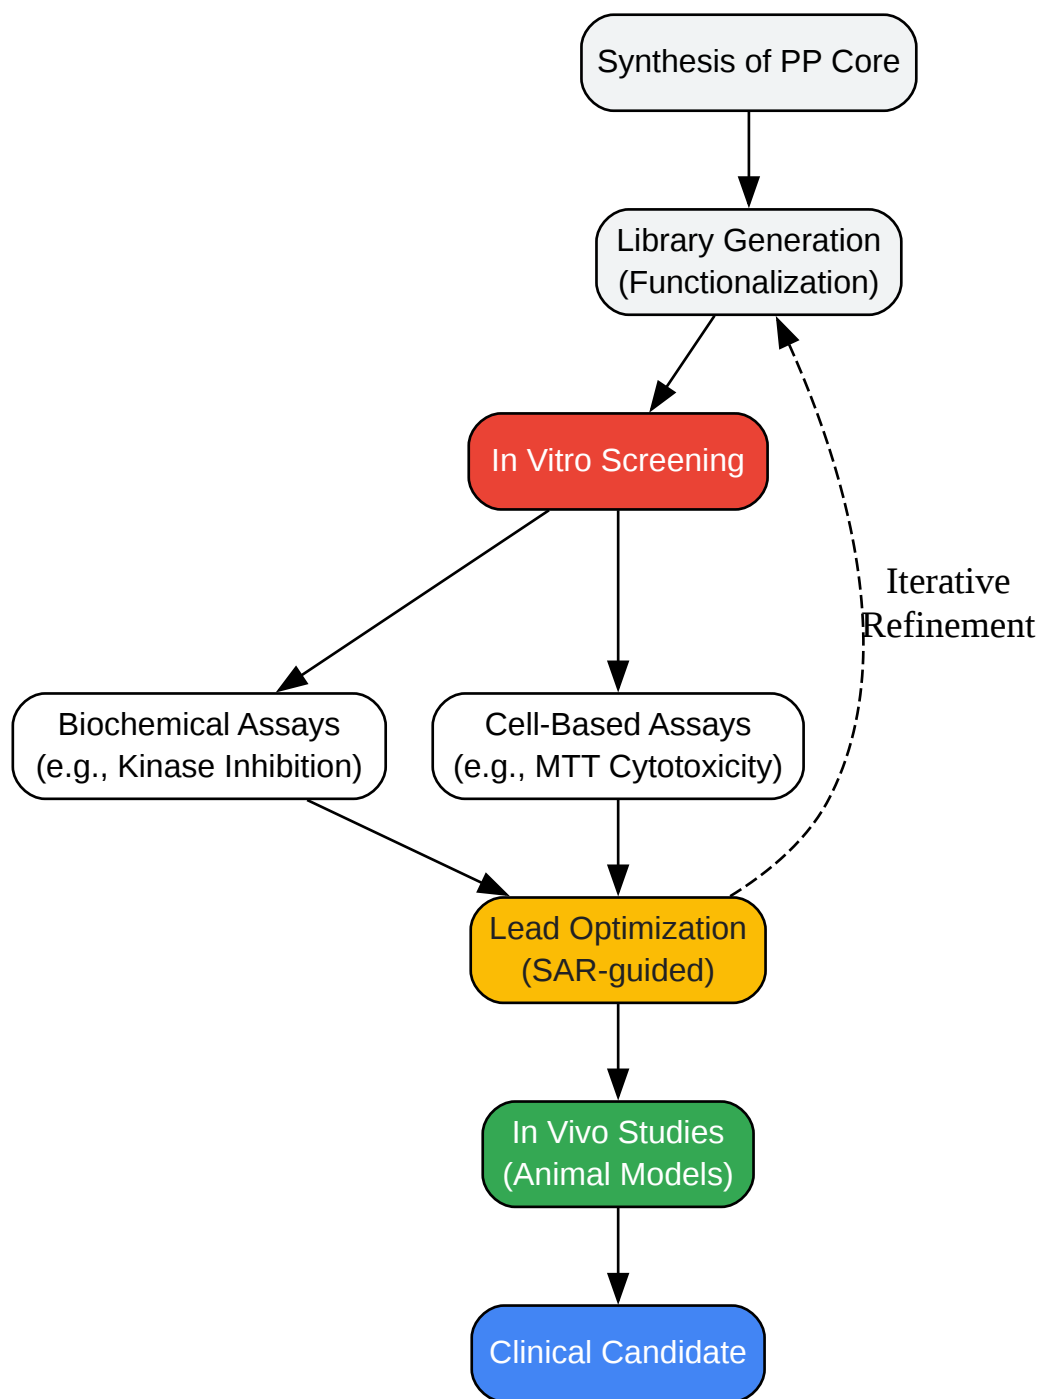 Synthesis of PP Core
Library Generation
(Functionalization)
In Vitro Screening
Iterative
Refinement
Biochemical Assays
(e.g., Kinase Inhibition)
Cell-Based Assays
(e.g., MTT Cytotoxicity)
Lead Optimization
(SAR-guided)
In Vivo Studies
(Animal Models)
Clinical Candidate